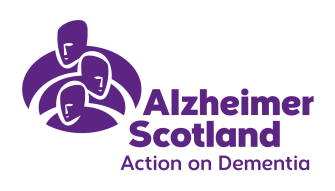 Alzheimer
Scotland
Action on Dementia